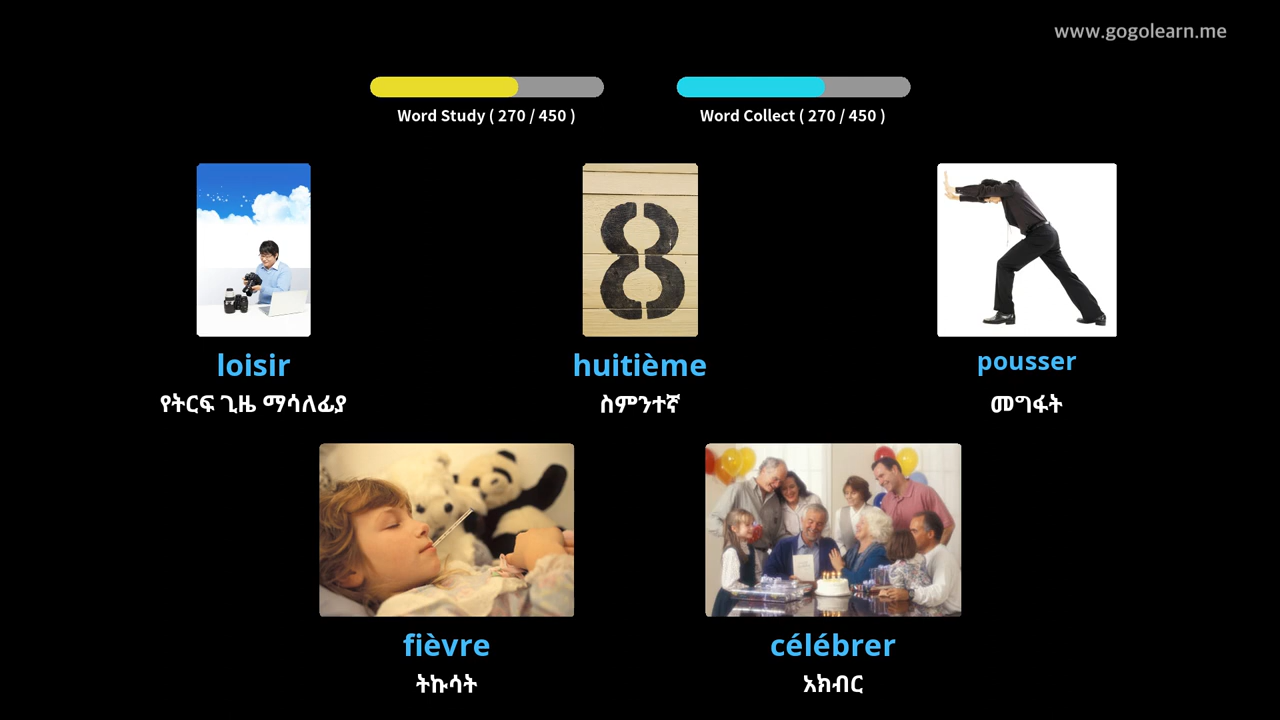 www.gogolearn.me
Word Study ( 270 / 450 )
Word Collect ( 270 / 450 )
8
loisir
huitième
pousser
የትርፍ ጊዜ ማሳለፊያ
ስምንተኛ
መግፋት
fièvre
célébrer
ትኩሳት
አክብር